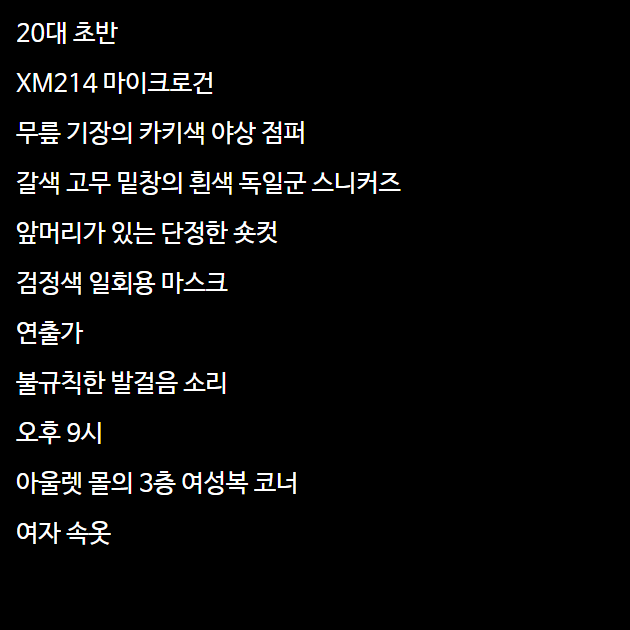 20대 초반
XM214 마이크로건
무릎 기장의 카키색 야상 점퍼
갈색 고무 밑창의 흰색 독일군 스니커즈
앞머리가 있는 단정한 숏컷
검정색 일회용 마스크
연출가
불규칙한 발걸음 소리
오후 9시
아울렛 몰의 3층 여성복 코너
여자 속옷